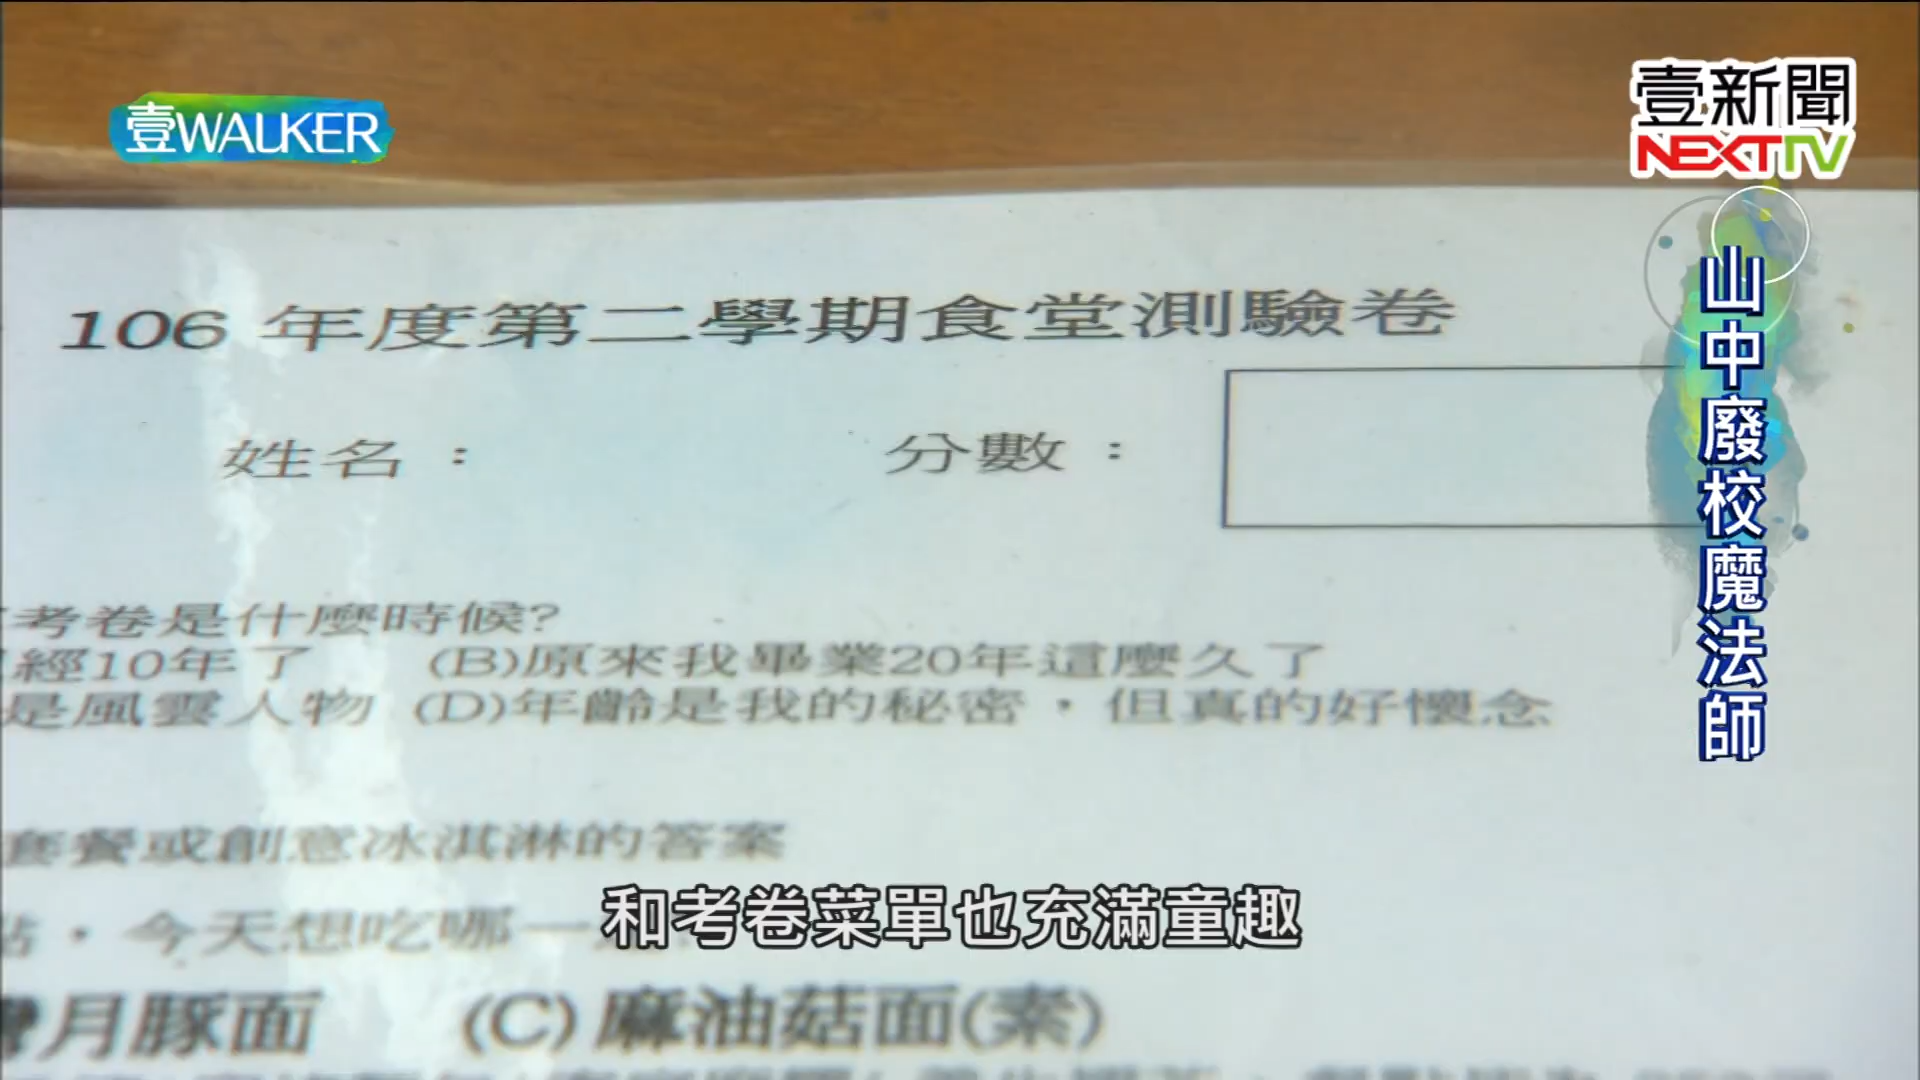 壹WALKER
壹新聞
NEXTTV
山中廢校魔法師
106 年度第二學期食堂測驗卷
姓名：
分數：
考卷是什麼時候?
經10年了 (B)原來我畢業20年這麼久了
是風雲人物 (D)年齡是我的秘密，但真的好懷念
套餐或創意冰淇淋的答案
，今天想吃哪一
和考卷菜單也充滿童趣
月豚面 (C)麻油菇面(素)